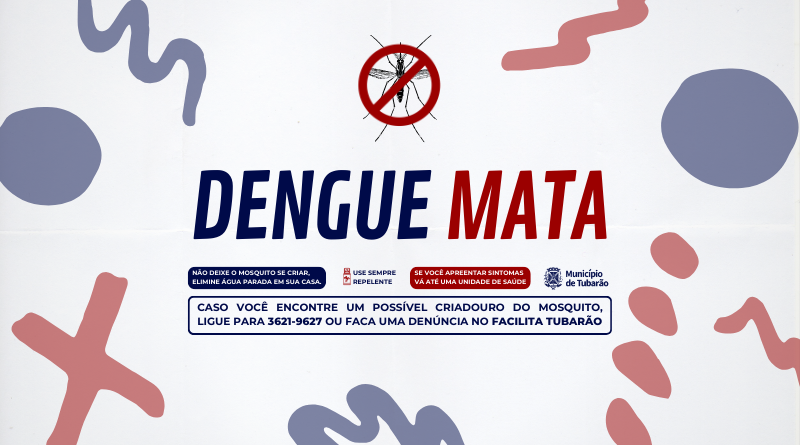 DENGUE MATA
NÃO DEIXE O MOSQUITO SE CRIAR,
ELIMINE ÁGUA PARADA EM SUA CASA.
USE SEMPRE
REPELENTE
SE VOCÊ APREENTAR SINTOMAS
VÁ ATÉ UMA UNIDADE DE SAÚDE
Município
de Tubarão
CASO VOCÊ ENCONTRE UM POSSÍVEL CRIADOURO DO MOSQUITO,
LIGUE PARA 3621-9627 OU FACA UMA DENÚNCIA NO FACILITA TUBARÃO